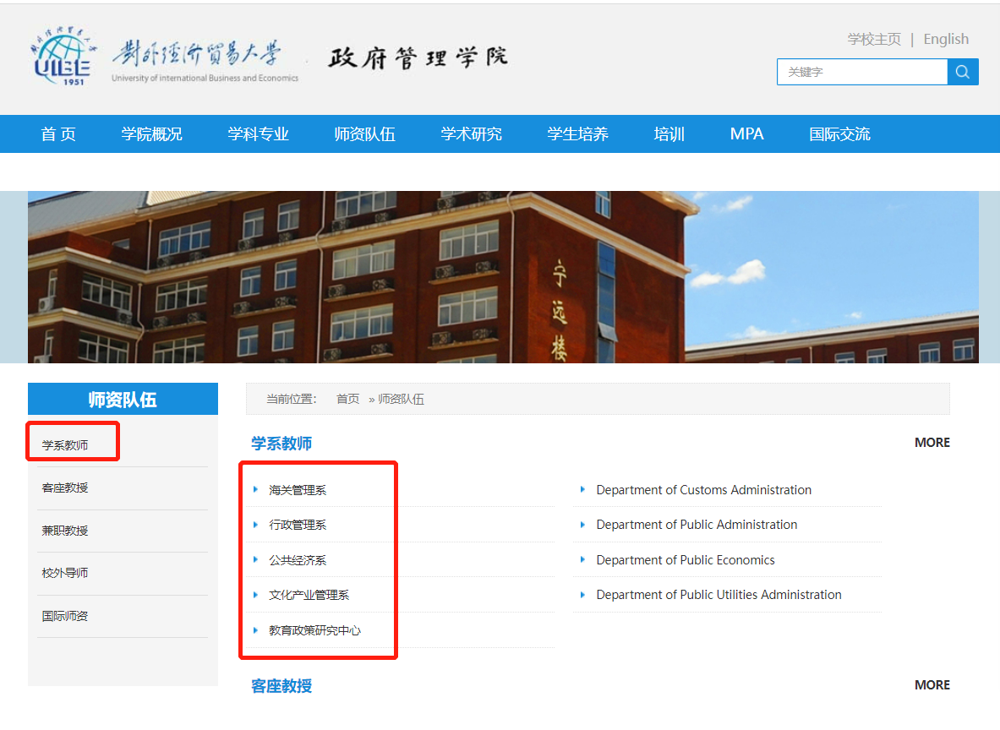 UIBE
1951
對外經濟貿易大學
University of international Business and Economics
政府管理学院
学校主页 | English
关键字
首 页 学院概况 学科专业 师资队伍 学术研究 学生培养 培训 MPA 国际交流
宁远楼
师资队伍
学系教师
客座教授
兼职教授
校外导师
国际师资
当前位置： 首页 » 师资队伍
学系教师 MORE
海关管理系 Department of Customs Administration
行政管理系 Department of Public Administration
公共经济系 Department of Public Economics
文化产业管理系 Department of Public Utilities Administration
教育政策研究中心
客座教授 MORE